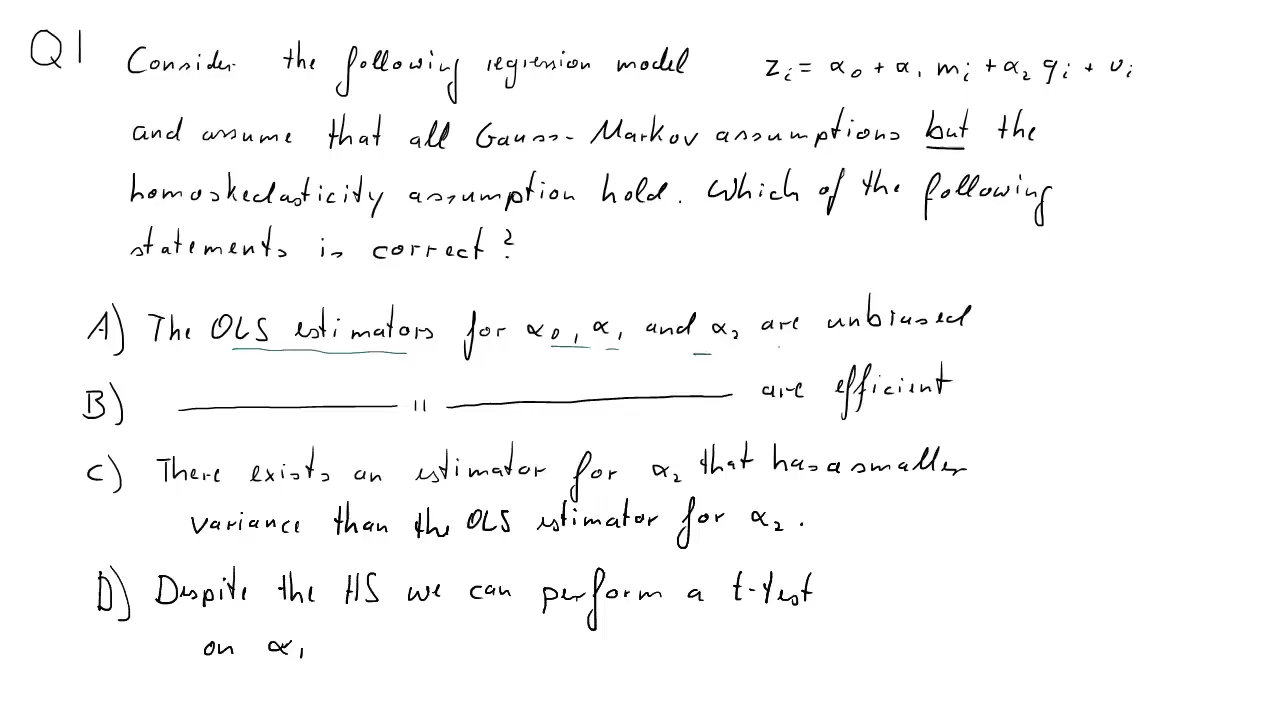 Q1 Consider the following regression model z_i = α_0 + α_1 m_i + α_2 q_i + υ_i
and assume that all Gauss-Markov assumptions but the
homoskedasticity assumption hold. Which of the following
statements is correct?
A) The OLS estimators for α_0, α_1 and α_2 are unbiased
B) ———— " ———— are efficient
C) There exists an estimator for α_2 that has a smaller
variance than the OLS estimator for α_2.
D) Despite the HS we can perform a t-test
on α_1